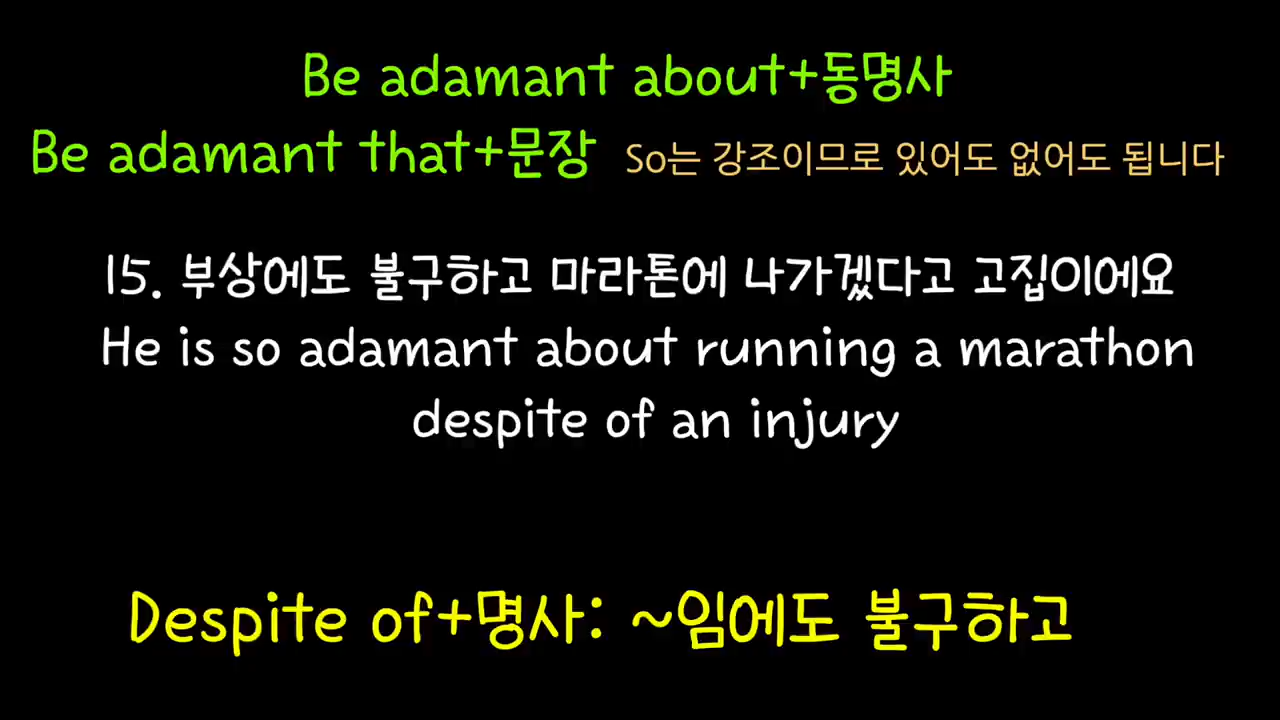 Be adamant about+동명사
Be adamant that+문장 So는 강조이므로 있어도 없어도 됩니다
15. 부상에도 불구하고 마라톤에 나가겠다고 고집이에요
He is so adamant about running a marathon
despite of an injury
Despite of+명사: ~임에도 불구하고